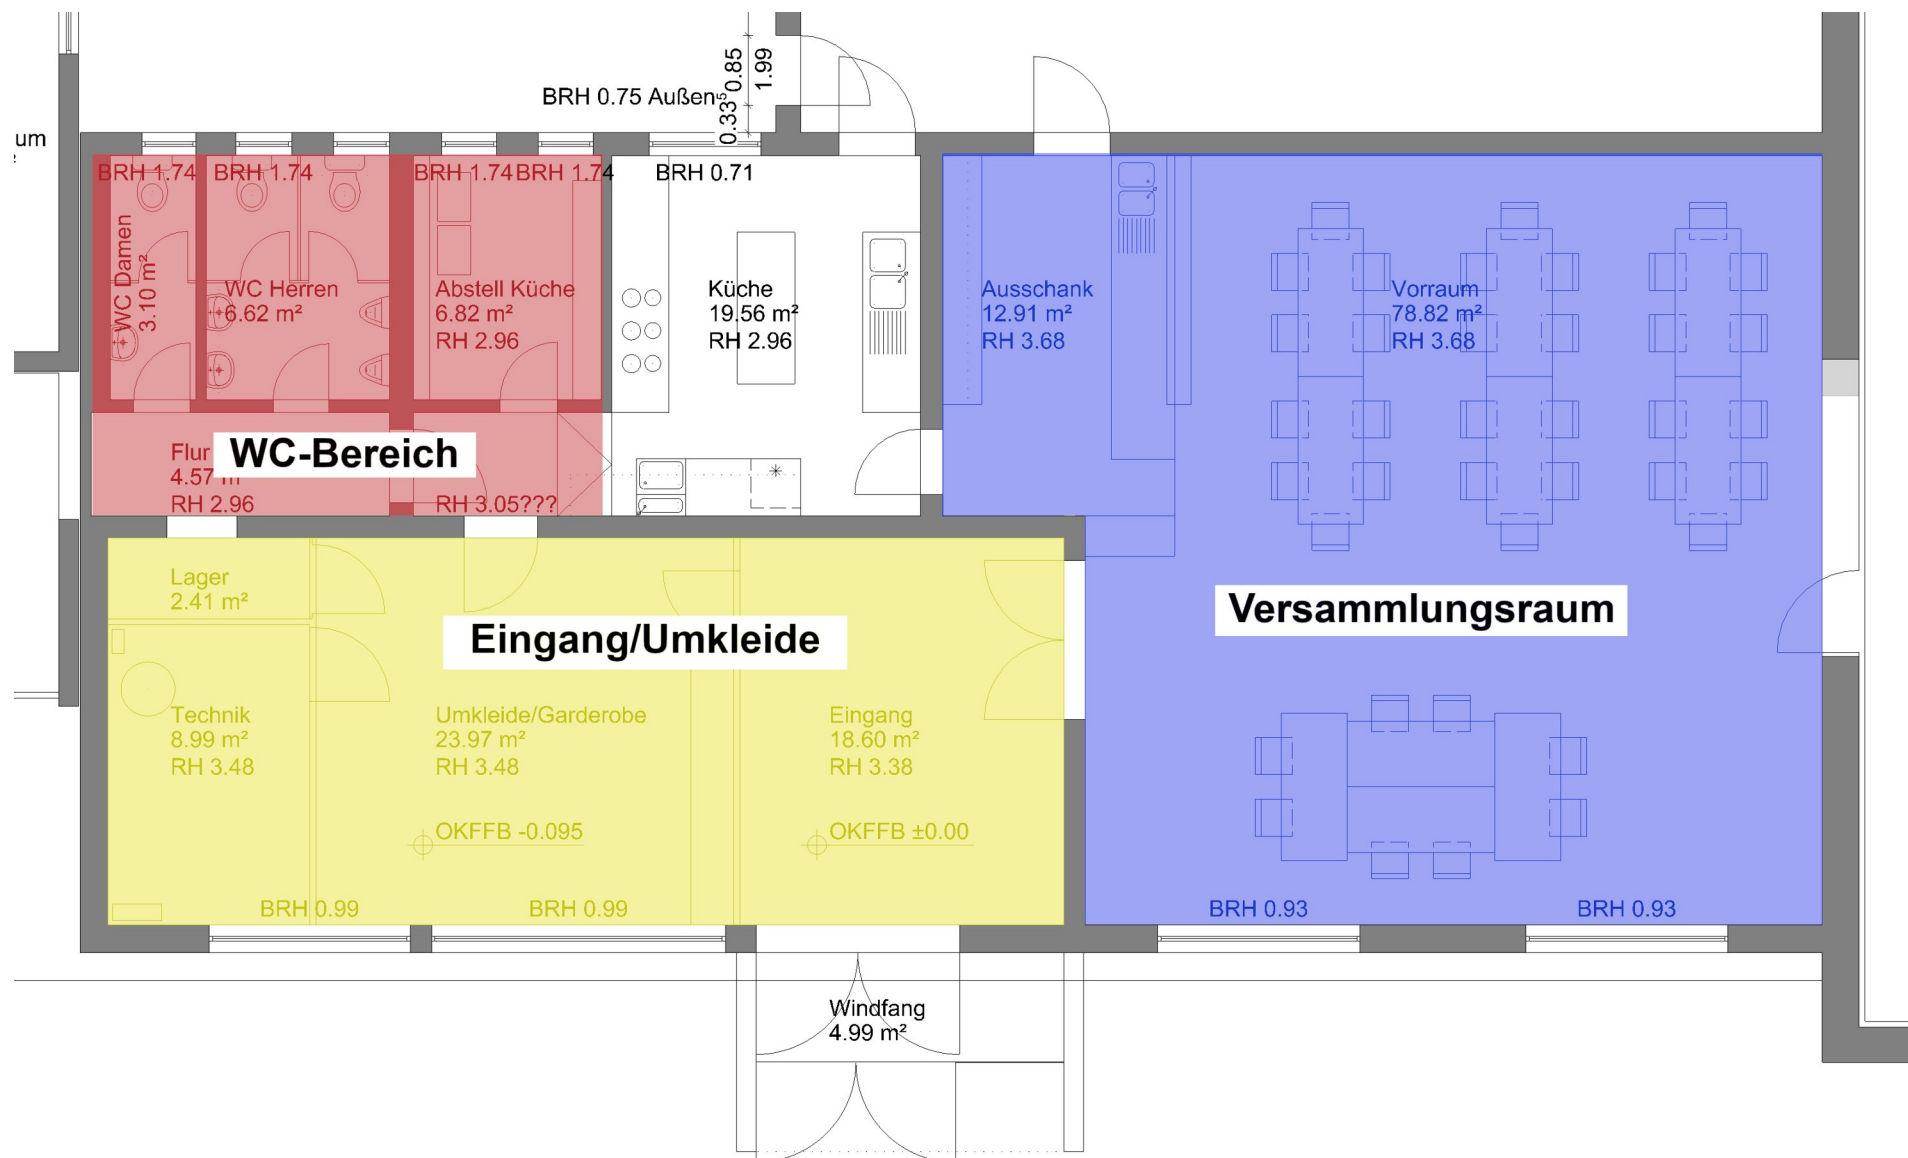 0.33⁵ 0.85
1.99
BRH 0.75 Außen
um
BRH 1.74
BRH 1.74
BRH 1.74
BRH 1.74
BRH 0.71
WC Damen
3.10 m²
WC Herren
6.62 m²
Abstell Küche
6.82 m²
RH 2.96
Küche
19.56 m²
RH 2.96
Ausschank
12.91 m²
RH 3.68
Vorraum
78.82 m²
RH 3.68
WC-Bereich
Flur
4.57
RH 2.96
RH 3.05???
Lager
2.41 m²
Eingang/Umkleide
Versammlungsraum
Technik
8.99 m²
RH 3.48
Umkleide/Garderobe
23.97 m²
RH 3.48
Eingang
18.60 m²
RH 3.38
OKFFB -0.095
OKFFB ±0.00
BRH 0.99
BRH 0.99
BRH 0.93
BRH 0.93
Windfang
4.99 m²